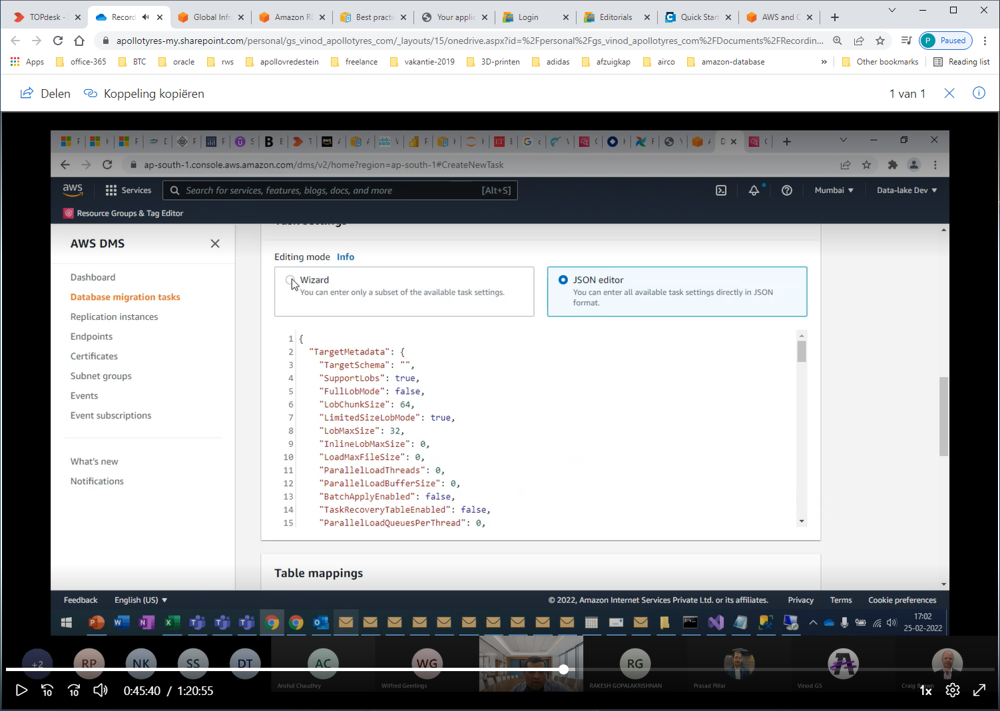 TOPdesk -
Record
Global Infr
Amazon R
Best practi
Your applic
Login
Editorials
Quick Start
AWS and C
apollotyres-my.sharepoint.com/personal/gs_vinod_apollotyres_com/_layouts/15/onedrive.aspx?id=%2Fpersonal%2Fgs_vinod_apollotyres_com%2FDocuments%2FRecordin...
P Paused
Apps office-365 BTC oracle rws apollovredestein freelance vakantie-2019 3D-printen adidas afzuigkap airco amazon-database » Other bookmarks Reading list
Delen Koppeling kopiëren 1 van 1
ap-south-1.console.aws.amazon.com/dms/v2/home?region=ap-south-1#CreateNewTask
aws Services Search for services, features, blogs, docs, and more [Alt+S] Mumbai Data-lake Dev
Resource Groups & Tag Editor
AWS DMS
Dashboard
Database migration tasks
Replication instances
Endpoints
Certificates
Subnet groups
Events
Event subscriptions
What's new
Notifications
Task settings
Editing mode Info
Wizard
You can enter only a subset of the available task settings.
JSON editor
You can enter all available task settings directly in JSON
format.
1 {
2 "TargetMetadata": {
3 "TargetSchema": "",
4 "SupportLobs": true,
5 "FullLobMode": false,
6 "LobChunkSize": 64,
7 "LimitedSizeLobMode": true,
8 "LobMaxSize": 32,
9 "InlineLobMaxSize": 0,
10 "LoadMaxFileSize": 0,
11 "ParallelLoadThreads": 0,
12 "ParallelLoadBufferSize": 0,
13 "BatchApplyEnabled": false,
14 "TaskRecoveryTableEnabled": false,
15 "ParallelLoadQueuesPerThread": 0,
Table mappings
Feedback English (US) © 2022, Amazon Internet Services Private Ltd. or its affiliates. Privacy Terms Cookie preferences
17:02
25-02-2022
+2 RP NK SS DT AC WG RG
Anshul Chaudhry Wilfred Geerlings RAKESH GOPALAKRISHNAN Prasad Pillai Vinod GS Craig Brown
10 10 0:45:40 / 1:20:55 1x